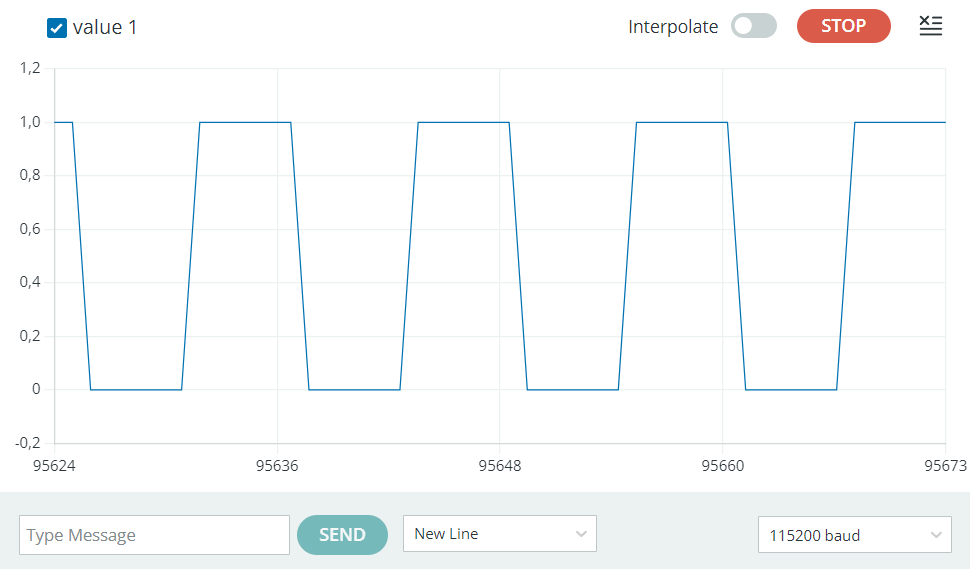 value 1
Interpolate
STOP
1,2
1,0
0,8
0,6
0,4
0,2
0
-0,2
95624 95636 95648 95660 95673
Type Message
SEND
New Line
115200 baud